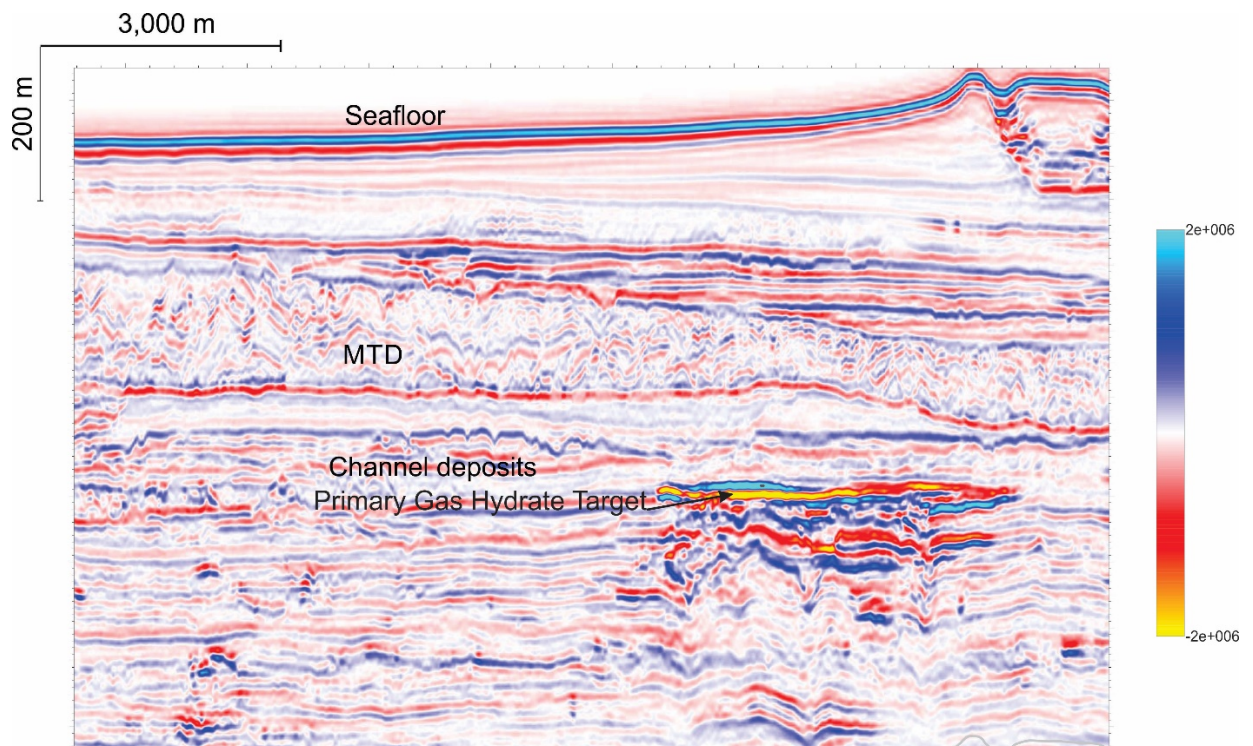 3,000 m
200 m
Seafloor
MTD
Channel deposits
Primary Gas Hydrate Target
2e+006
-2e+006